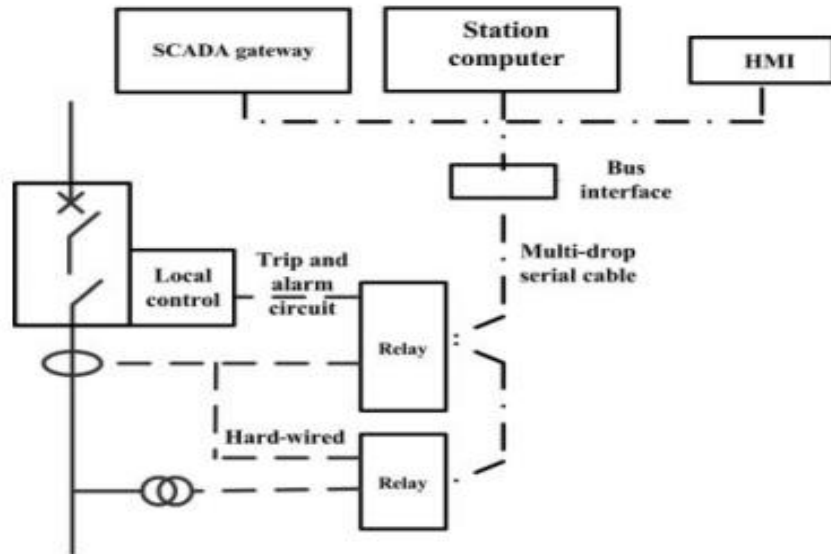 SCADA gateway
Station
computer
HMI
Bus
interface
Multi-drop
serial cable
Local
control
Trip and
alarm
circuit
Relay
Hard-wired
Relay